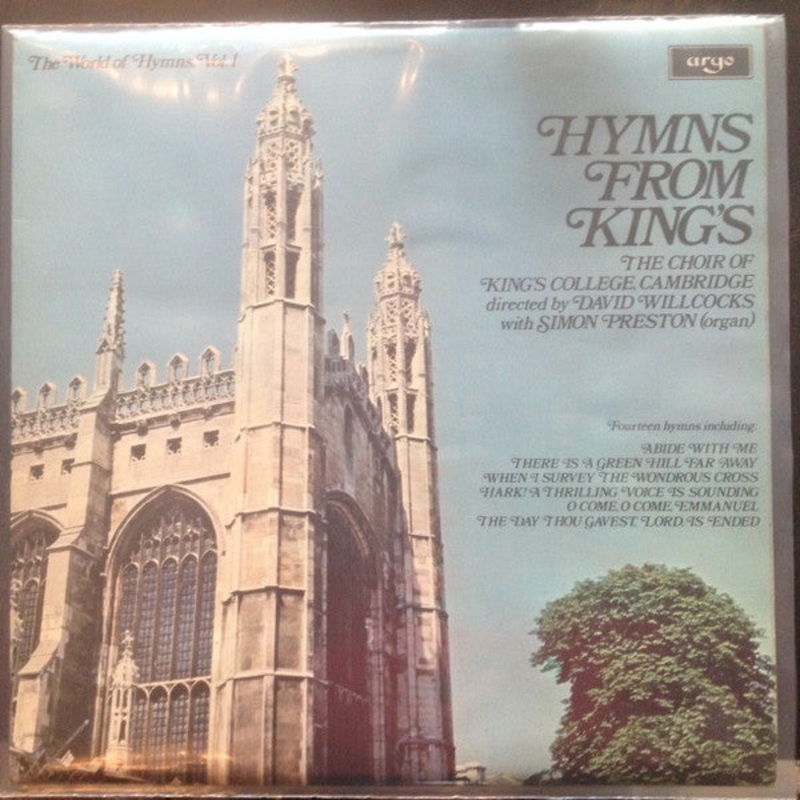 The World of Hymns, Vol.1
argo
HYMNS
FROM
KING'S
THE CHOIR OF
KING'S COLLEGE, CAMBRIDGE
directed by DAVID WILLCOCKS
with SIMON PRESTON (organ)
Fourteen hymns including:
ABIDE WITH ME
THERE IS A GREEN HILL FAR AWAY
WHEN I SURVEY THE WONDROUS CROSS
HARK! A THRILLING VOICE IS SOUNDING
O COME, O COME, EMMANUEL
THE DAY THOU GAVEST, LORD, IS ENDED